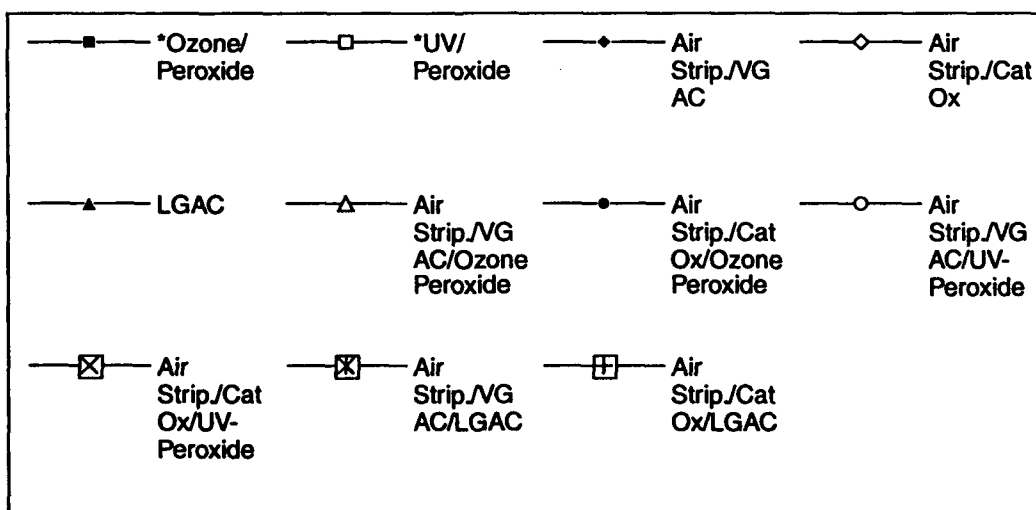 *Ozone/
Peroxide
*UV/
Peroxide
Air
Strip./VG
AC
Air
Strip./Cat
Ox
LGAC
Air
Strip./VG
AC/Ozone
Peroxide
Air
Strip./Cat
Ox/Ozone
Peroxide
Air
Strip./VG
AC/UV-
Peroxide
Air
Strip./Cat
Ox/UV-
Peroxide
Air
Strip./VG
AC/LGAC
Air
Strip./Cat
Ox/LGAC